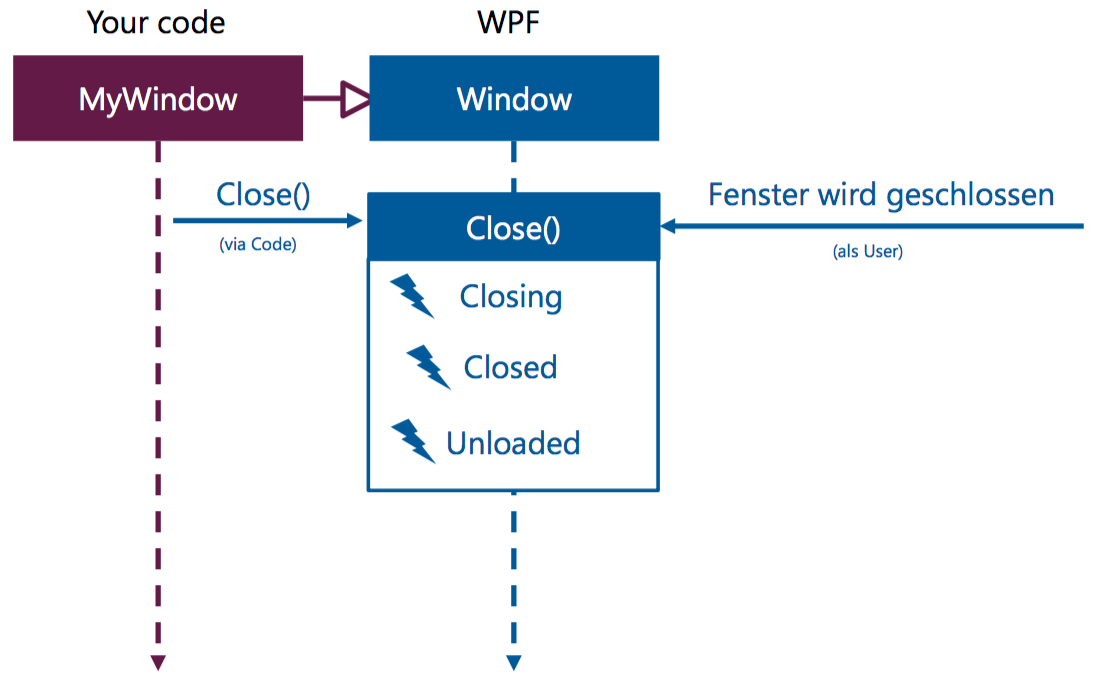 Your code
WPF
MyWindow
Window
Close()
(via Code)
Close()
Fenster wird geschlossen
(als User)
Closing
Closed
Unloaded